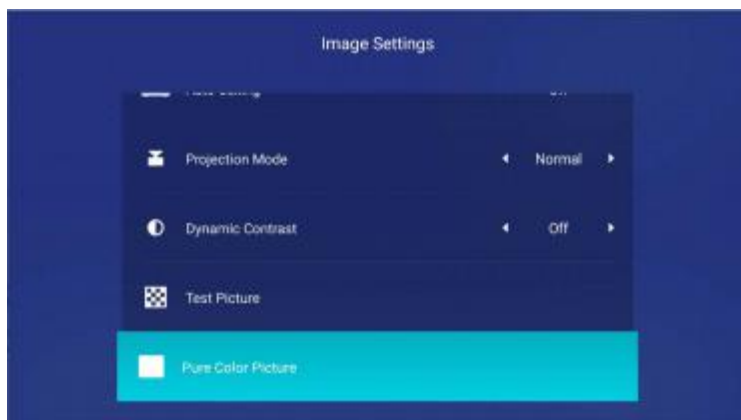 Image Settings
Projection Mode Normal
Dynamic Contrast Off
Test Picture
Pure Color Picture